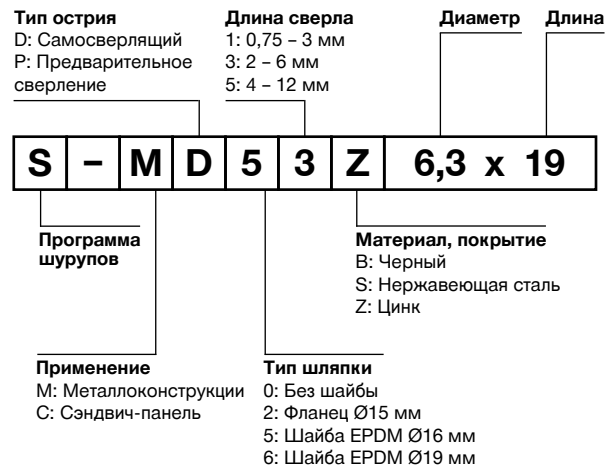 Тип острия
D: Самосверлящий
P: Предварительное
сверление
Длина сверла
1: 0,75 – 3 мм
3: 2 – 6 мм
5: 4 – 12 мм
Диаметр
Длина
S – M D 5 3 Z 6,3 x 19
Программа
шурупов
Материал, покрытие
B: Черный
S: Нержавеющая сталь
Z: Цинк
Применение
M: Металлоконструкции
C: Сэндвич-панель
Тип шляпки
0: Без шайбы
2: Фланец Ø15 мм
5: Шайба EPDM Ø16 мм
6: Шайба EPDM Ø19 мм